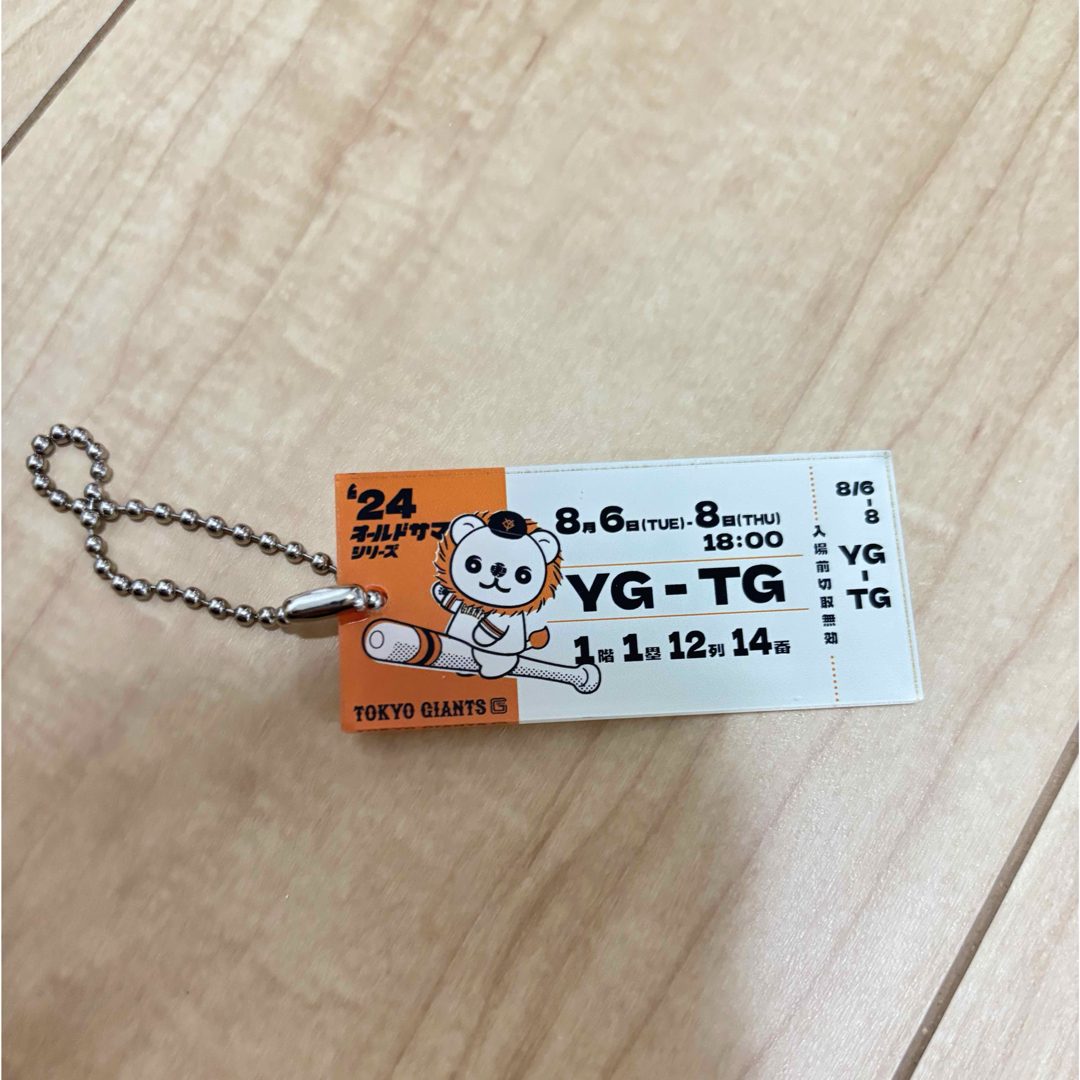 '24
オールドサマー
シリーズ
TOKYO GIANTS G
GIANTS
8月6日(TUE)-8日(THU)
18:00
YG - TG
1階 1塁 12列 14番
入場前切取無効
8/6
-
8
YG
-
TG